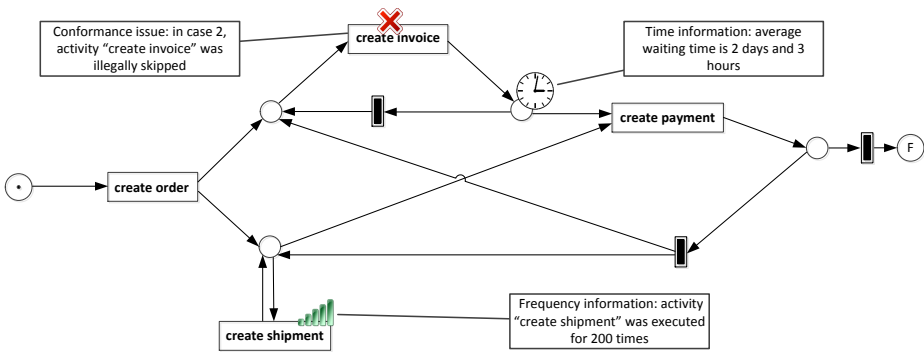 Conformance issue: in case 2,
activity “create invoice” was
illegally skipped
create invoice
Time information: average
waiting time is 2 days and 3
hours
create payment
F
create order
Frequency information: activity
“create shipment” was executed
for 200 times
create shipment